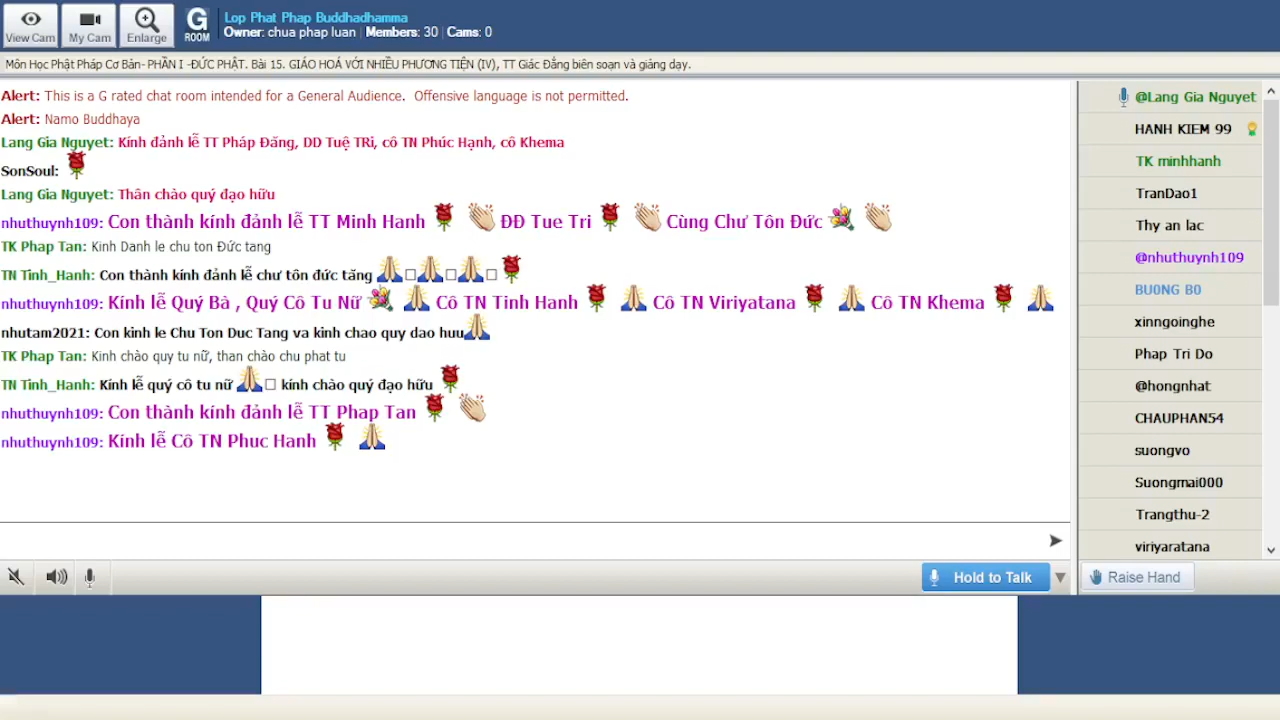 View Cam
My Cam
Enlarge
G
ROOM
Lop Phat Phap Buddhadhamma
Owner: chua phap luan | Members: 30 | Cams: 0
Môn Học Phật Pháp Cơ Bản- PHẦN I -ĐỨC PHẬT. Bài 15. GIÁO HOÁ VỚI NHIỀU PHƯƠNG TIỆN (IV), TT Giác Đẳng biên soạn và giảng dạy.
Alert: This is a G rated chat room intended for a General Audience. Offensive language is not permitted.
Alert: Namo Buddhaya
Lang Gia Nguyet: Kính đảnh lễ TT Pháp Đăng, DD Tuệ TRi, cô TN Phúc Hạnh, cô Khema
SonSoul:
Lang Gia Nguyet: Thân chào quý đạo hữu
nhuthuynh109: Con thành kính đảnh lễ TT Minh Hanh ĐĐ Tue Tri Cùng Chư Tôn Đức
TK Phap Tan: Kinh Danh le chu ton Đức tang
TN Tinh_Hanh: Con thành kính đảnh lễ chư tôn đức tăng
nhuthuynh109: Kính lễ Quý Bà , Quý Cô Tu Nữ Cô TN Tinh Hanh Cô TN Viriyatana Cô TN Khema
nhutam2021: Con kinh le Chu Ton Duc Tang va kinh chao quy dao huu
TK Phap Tan: Kinh chào quy tu nữ, than chào chu phat tu
TN Tinh_Hanh: Kính lễ quý cô tu nữ kính chào quý đạo hữu
nhuthuynh109: Con thành kính đảnh lễ TT Phap Tan
nhuthuynh109: Kính lễ Cô TN Phuc Hanh
Hold to Talk
@Lang Gia Nguyet
HANH KIEM 99
TK minhhanh
TranDao1
Thy an lac
@nhuthuynh109
BU0NG B0
xinngoinghe
Phap Tri Do
@hongnhat
CHAUPHAN54
suongvo
Suongmai000
Trangthu-2
viriyaratana
Raise Hand